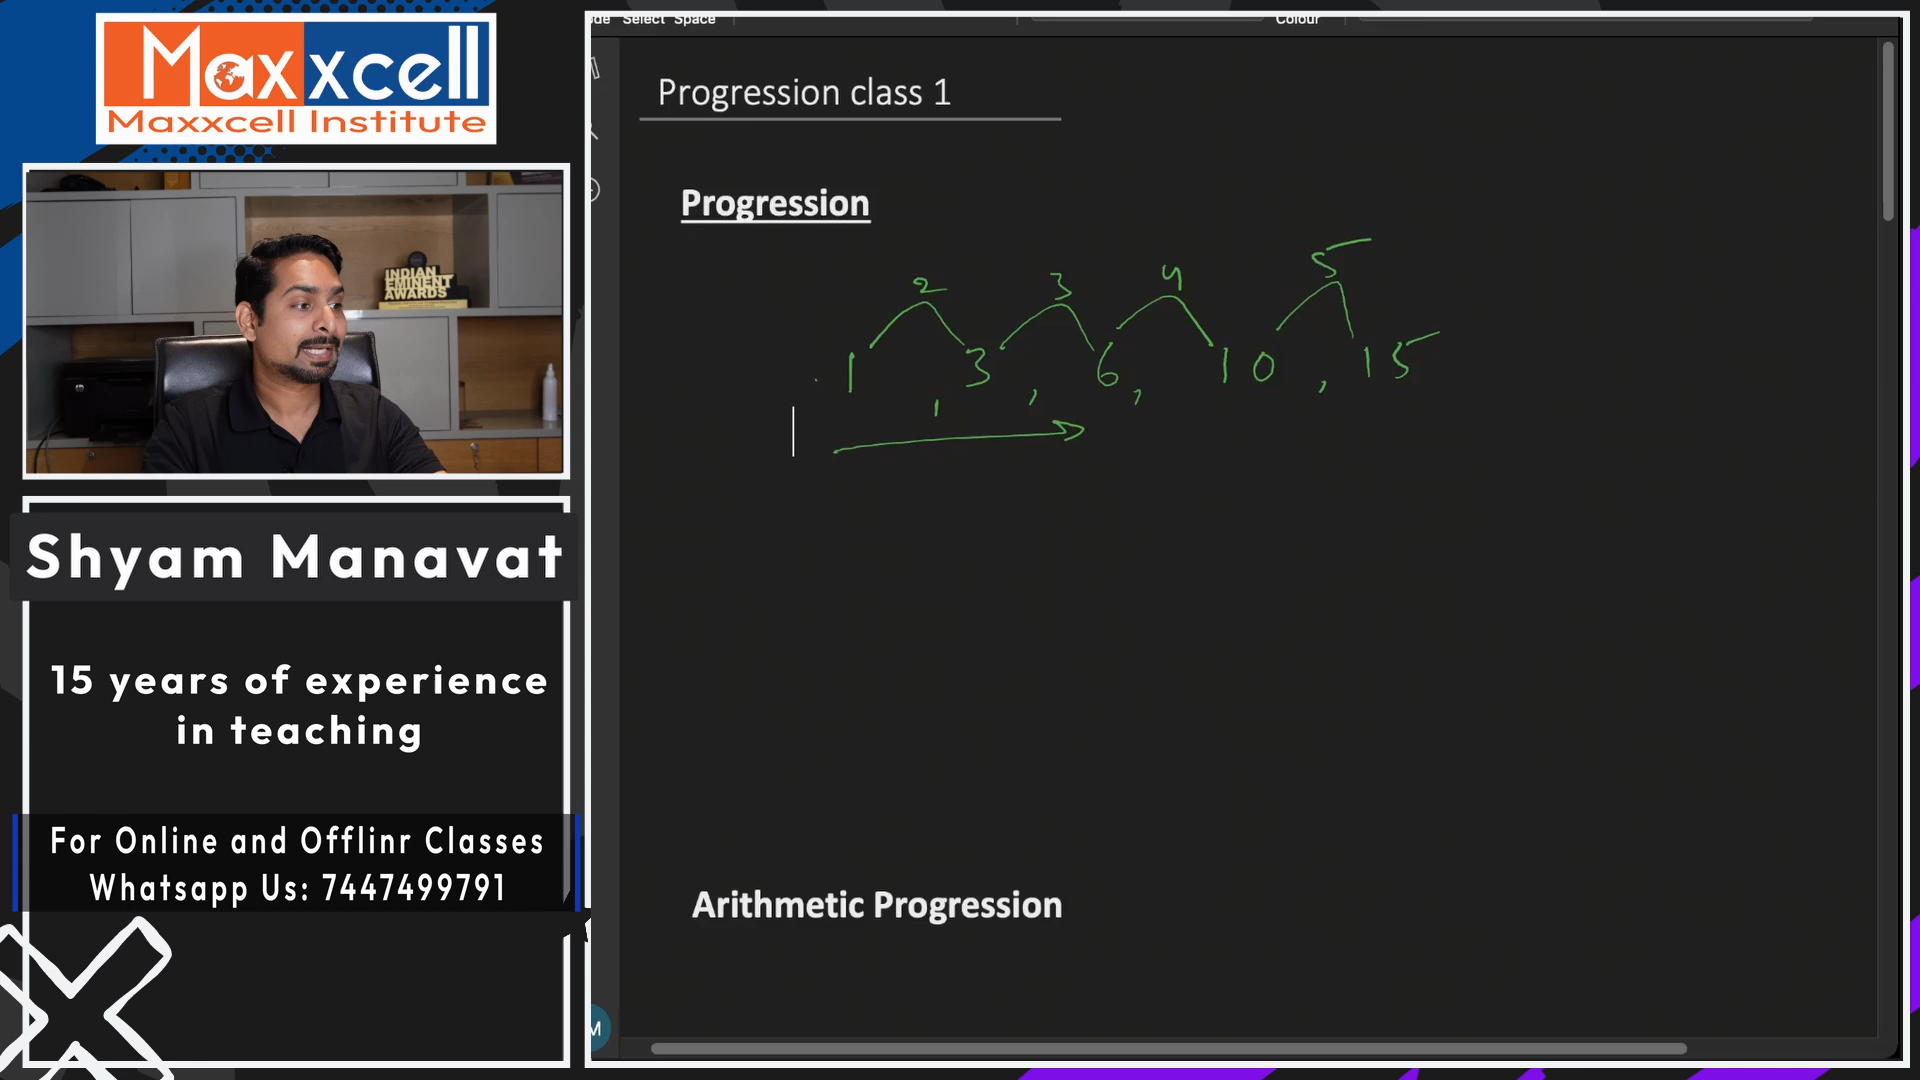 Maxxcell
Maxxcell Institute
INDIAN
EMINENT
AWARDS
Shyam Manavat
15 years of experience
in teaching
For Online and Offlinr Classes
Whatsapp Us: 7447499791
Select Space
Colour
Progression class 1
Progression
2 3 4 5
1, 3, 6, 10, 15
Arithmetic Progression
M